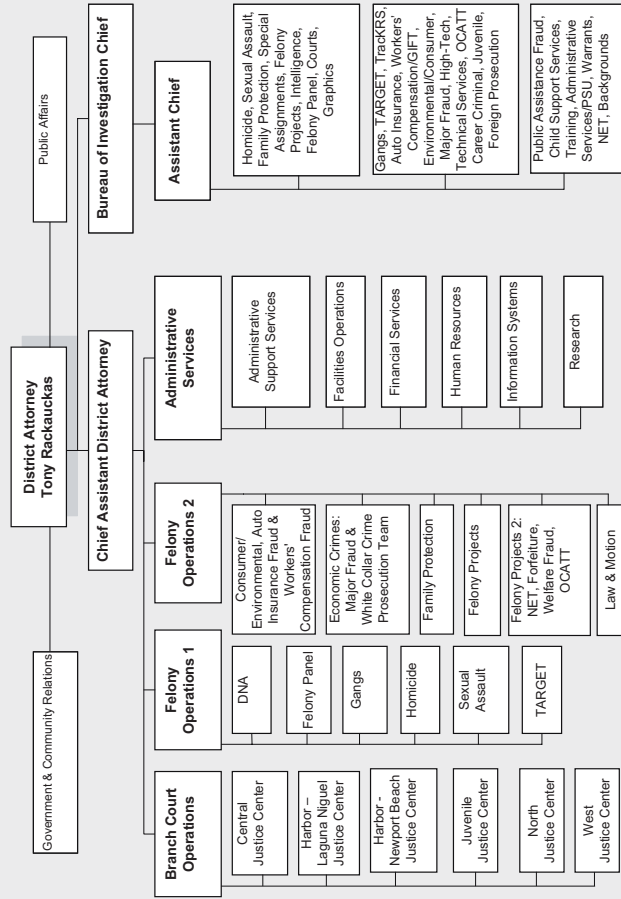 District Attorney
Tony Rackauckas
Government & Community Relations
Public Affairs
Chief Assistant District Attorney
Bureau of Investigation Chief
Branch Court
Operations
Central
Justice Center
Harbor –
Laguna Niguel
Justice Center
Harbor -
Newport Beach
Justice Center
Juvenile
Justice Center
North
Justice Center
West
Justice Center
Felony
Operations 1
DNA
Felony Panel
Gangs
Homicide
Sexual
Assault
TARGET
Felony
Operations 2
Consumer/
Environmental, Auto
Insurance Fraud &
Workers'
Compensation Fraud
Economic Crimes:
Major Fraud &
White Collar Crime
Prosecution Team
Family Protection
Felony Projects
Felony Projects 2:
NET, Forfeiture,
Welfare Fraud,
OCATT
Law & Motion
Administrative
Services
Administrative
Support Services
Facilities Operations
Financial Services
Human Resources
Information Systems
Research
Assistant Chief
Homicide, Sexual Assault,
Family Protection, Special
Assignments, Felony
Projects, Intelligence,
Felony Panel, Courts,
Graphics
Gangs, TARGET, TracKRS,
Auto Insurance, Workers'
Compensation/GIFT,
Environmental/Consumer,
Major Fraud, High-Tech,
Technical Services, OCATT
Career Criminal, Juvenile,
Foreign Prosecution
Public Assistance Fraud,
Child Support Services,
Training, Administrative
Services/PSU, Warrants,
NET, Backgrounds